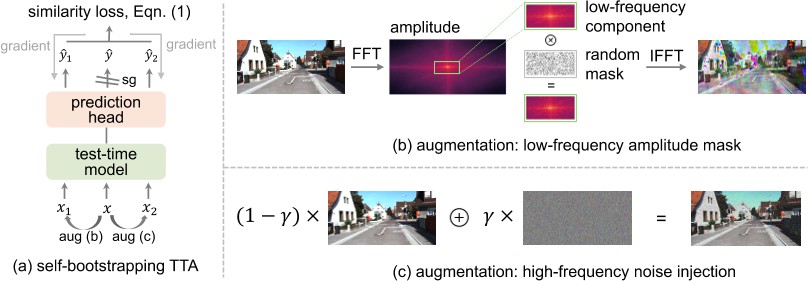 similarity loss, Eqn. (1)
gradient
gradient
ŷ₁
ŷ
ŷ₂
sg
prediction
head
test-time
model
x₁
x
x₂
aug (b)
aug (c)
(a) self-bootstrapping TTA
FFT
amplitude
low-frequency
component
⊗
random
mask
=
IFFT
(b) augmentation: low-frequency amplitude mask
(1 − γ) ×
⊕
γ ×
=
(c) augmentation: high-frequency noise injection